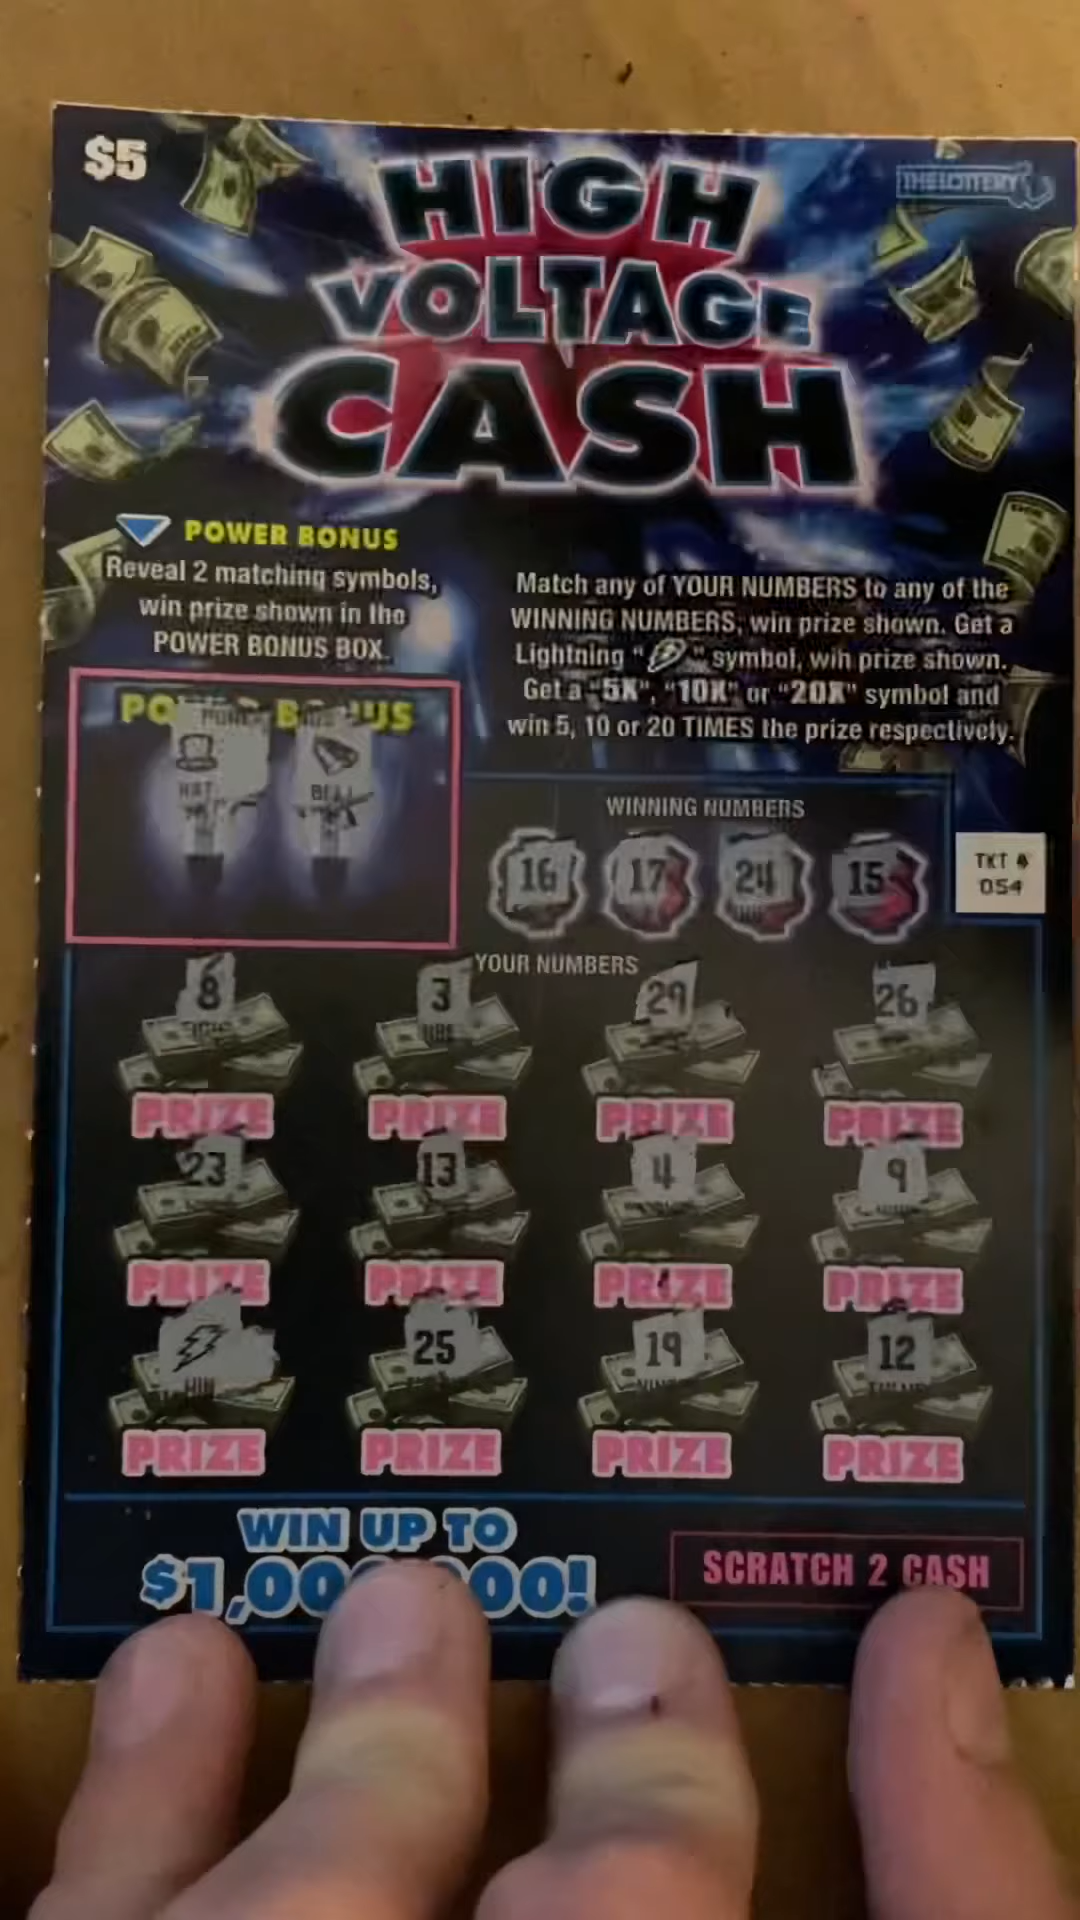 $5
THE LOTTERY
HIGH
VOLTAGE
CASH
POWER BONUS
Reveal 2 matching symbols,
win prize shown in the
POWER BONUS BOX.
Match any of YOUR NUMBERS to any of the
WINNING NUMBERS, win prize shown. Get a
Lightning " " symbol, win prize shown.
Get a "5X", "10X" or "20X" symbol and
win 5, 10 or 20 TIMES the prize respectively.
HAT
WINNING NUMBERS
16 17 24 15
TKT #
054
YOUR NUMBERS
8 3 29 26
PRIZE PRIZE PRIZE PRIZE
23 13 4 9
PRIZE PRIZE PRIZE PRIZE
25 19 12
PRIZE PRIZE PRIZE PRIZE
WIN UP TO
SCRATCH 2 CASH